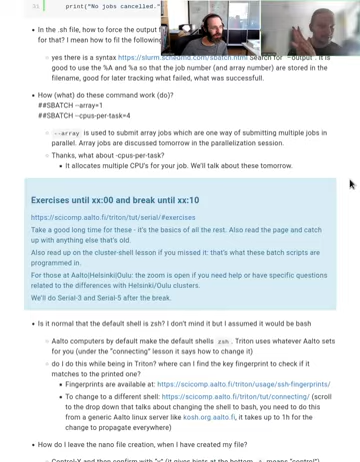 31 print("No jobs cancelled."
In the .sh file, how to force the output f
for that? I mean how to fil the following
yes there is a syntax https://slurm.schedmd.com/sbatch.html Search for "--output". It is
good to use the %A and %a so that the job number (and array number) are stored in the
filename, good for later tracking what failed, what was successful.
How (what) do these command work (do)?
##SBATCH --array=1
##SBATCH --cpus-per-task=4
--array is used to submit array jobs which are one way of submitting multiple jobs in
parallel. Array jobs are discussed tomorrow in the parallelization session.
Thanks, what about -cpus-per-task?
It allocates multiple CPU's for your job. We'll talk about these tomorrow.
Exercises until xx:00 and break until xx:10
https://scicomp.aalto.fi/triton/tut/serial/#exercises
Take a good long time for these - it's the basics of all the rest. Also read the page and catch
up with anything else that's old.
Also read up on the cluster-shell lesson if you missed it: that's what these batch scripts are
programmed in.
For those at Aalto|Helsinki|Oulu: the zoom is open if you need help or have specific questions
related to the differences with Helsinki/Oulu clusters.
We'll do Serial-3 and Serial-5 after the break.
Is it normal that the default shell is zsh? I don't mind it but I assumed it would be bash
Aalto computers by default make the default shells zsh. Triton uses whatever Aalto sets
for you (under the "connecting" lesson it says how to change it)
do I do this while being in Triton? where can I find the key fingerprint to check if it
matches to the printed one?
Fingerprints are available at: https://scicomp.aalto.fi/triton/usage/ssh-fingerprints/
To change to a different shell: https://scicomp.aalto.fi/triton/tut/connecting/ (scroll
to the drop down that talks about changing the shell to bash, you need to do this
from a generic Aalto linux server like kosh.org.aalto.fi, it takes up to 1h for the
change to propagate everywhere)
How do I leave the nano file creation, when I have created my file?